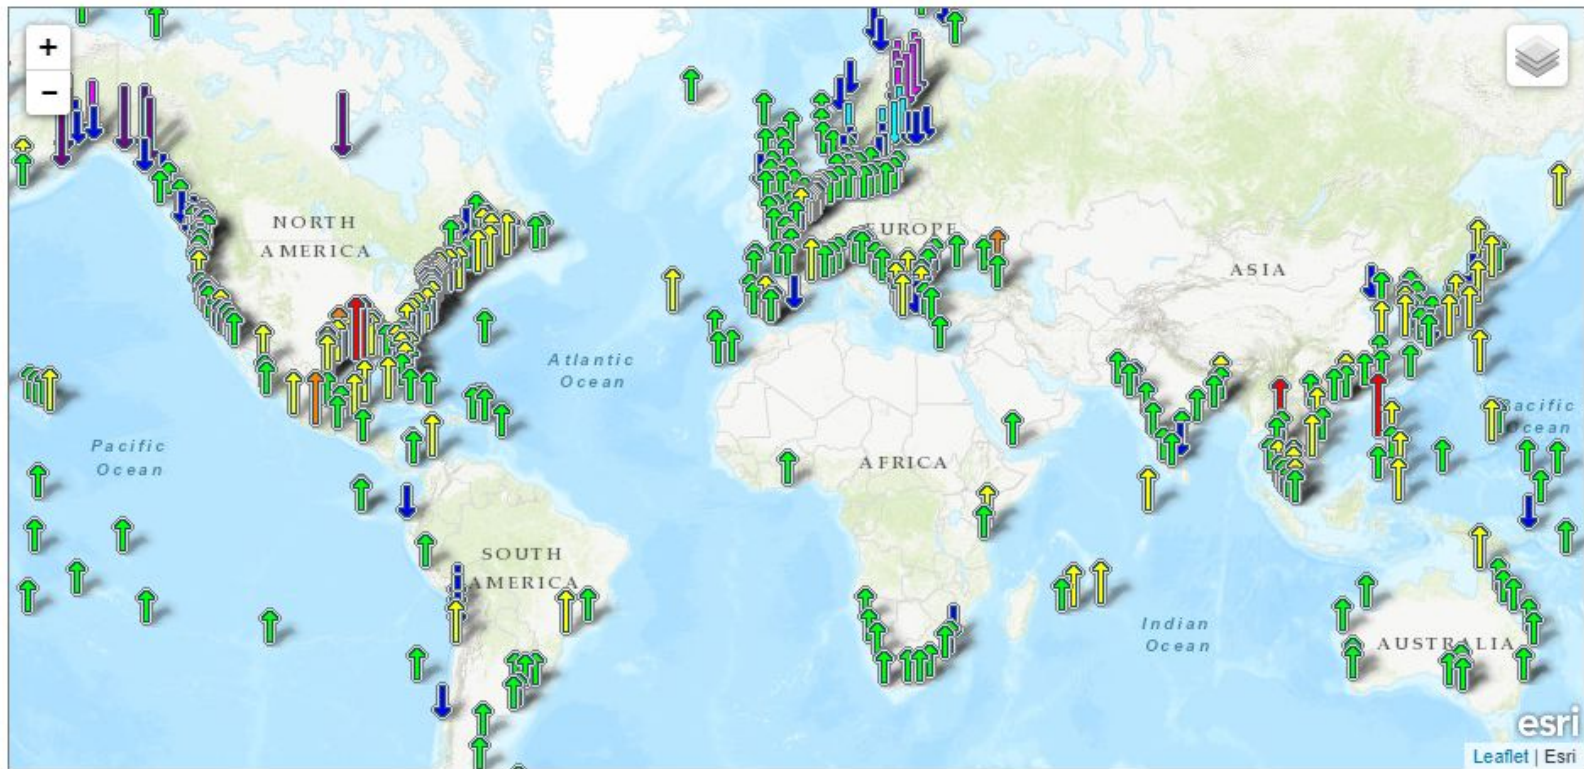 +
−
NORTH
AMERICA
EUROPE
ASIA
Atlantic
Ocean
Pacific
Ocean
Pacific
Ocean
AFRICA
SOUTH
AMERICA
Indian
Ocean
AUSTRALIA
esri
Leaflet | Esri